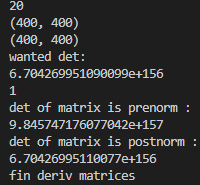 20
(400, 400)
(400, 400)
wanted det:
6.704269951090099e+156
1
det of matrix is prenorm :
9.845747176077042e+157
det of matrix is postnorm :
6.70426995110077e+156
fin deriv matrices